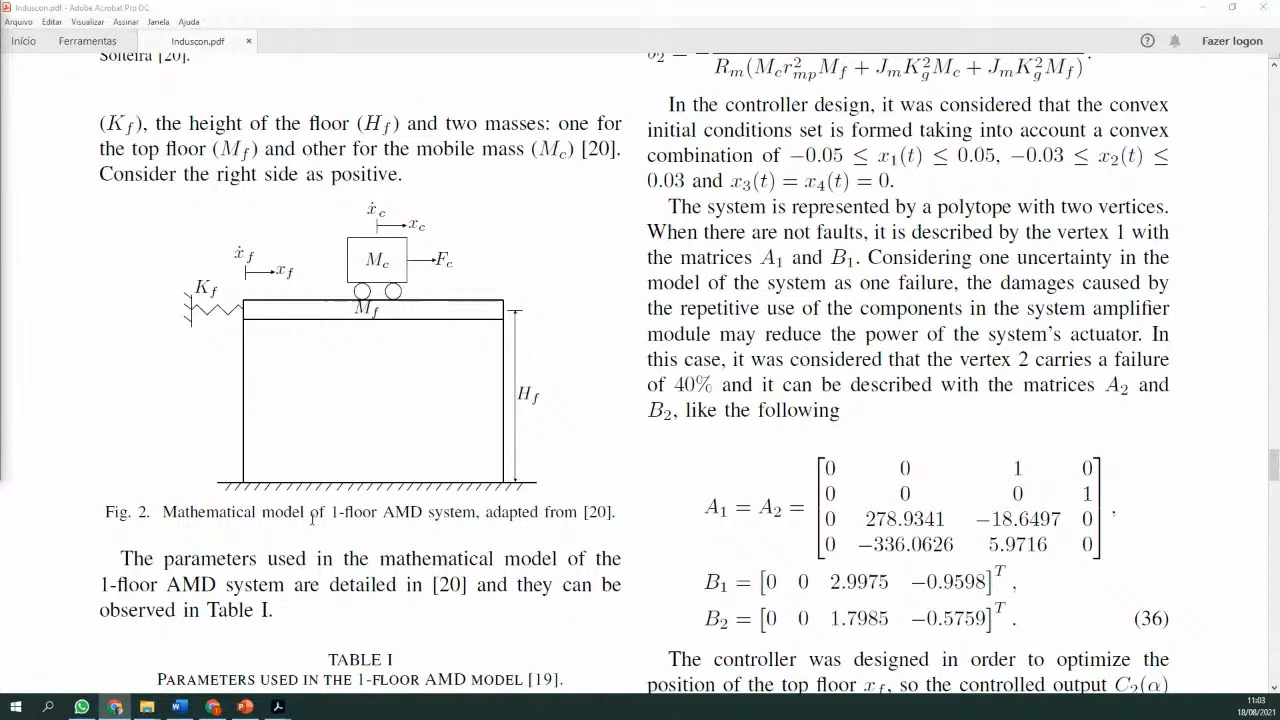 Induscon.pdf - Adobe Acrobat Pro DC
Arquivo Editar Visualizar Assinar Janela Ajuda
Início Ferramentas Induscon.pdf × Fazer logon
Solteira [20].
(K_f), the height of the floor (H_f) and two masses: one for
the top floor (M_f) and other for the mobile mass (M_c) [20].
Consider the right side as positive.
ẋ_c
x_c
M_c F_c
ẋ_f
x_f
K_f
M_f
H_f
Fig. 2. Mathematical model of 1-floor AMD system, adapted from [20].
The parameters used in the mathematical model of the
1-floor AMD system are detailed in [20] and they can be
observed in Table I.
TABLE I
PARAMETERS USED IN THE 1-FLOOR AMD MODEL [19].
R_m(M_c r_{mp}^2 M_f + J_m K_g^2 M_c + J_m K_g^2 M_f)
In the controller design, it was considered that the convex
initial conditions set is formed taking into account a convex
combination of −0.05 ≤ x_1(t) ≤ 0.05, −0.03 ≤ x_2(t) ≤
0.03 and x_3(t) = x_4(t) = 0.
The system is represented by a polytope with two vertices.
When there are not faults, it is described by the vertex 1 with
the matrices A_1 and B_1. Considering one uncertainty in the
model of the system as one failure, the damages caused by
the repetitive use of the components in the system amplifier
module may reduce the power of the system's actuator. In
this case, it was considered that the vertex 2 carries a failure
of 40% and it can be described with the matrices A_2 and
B_2, like the following
0 0 1 0
0 0 0 1
A_1 = A_2 =
0 278.9341 −18.6497 0 ,
0 −336.0626 5.9716 0
B_1 = [0 0 2.9975 −0.9598]^T ,
B_2 = [0 0 1.7985 −0.5759]^T . (36)
The controller was designed in order to optimize the
position of the top floor x_f, so the controlled output C_2(α)
11:03
18/08/2021